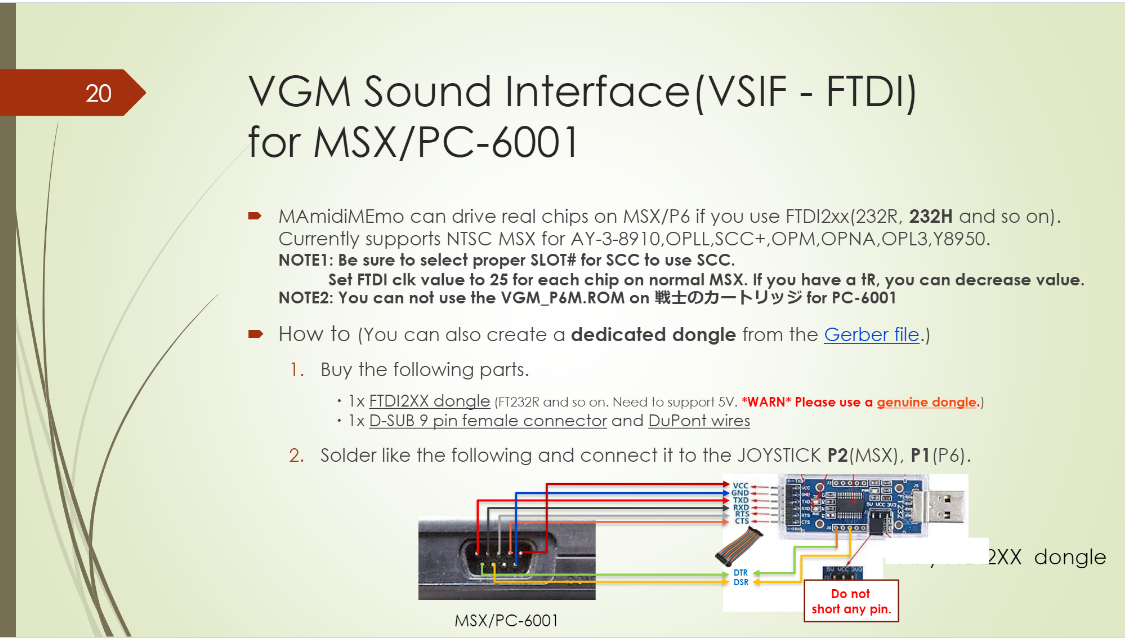 20
VGM Sound Interface(VSIF - FTDI)
for MSX/PC-6001
MAmidiMEmo can drive real chips on MSX/P6 if you use FTDI2xx(232R, 232H and so on).
Currently supports NTSC MSX for AY-3-8910,OPLL,SCC+,OPM,OPNA,OPL3,Y8950.
NOTE1: Be sure to select proper SLOT# for SCC to use SCC.
Set FTDI clk value to 25 for each chip on normal MSX. If you have a tR, you can decrease value.
NOTE2: You can not use the VGM_P6M.ROM on 戦士のカートリッジ for PC-6001
How to (You can also create a dedicated dongle from the Gerber file.)
1. Buy the following parts.
・1x FTDI2XX dongle (FT232R and so on. Need to support 5V. *WARN* Please use a genuine dongle.)
・1x D-SUB 9 pin female connector and DuPont wires
2. Solder like the following and connect it to the JOYSTICK P2(MSX), P1(P6).
VCC
GND
TXD
RXD
RTS
CTS
5V VCC 3V3
2XX dongle
DTR
DSR
5V VCC 3V3
Do not
short any pin.
MSX/PC-6001